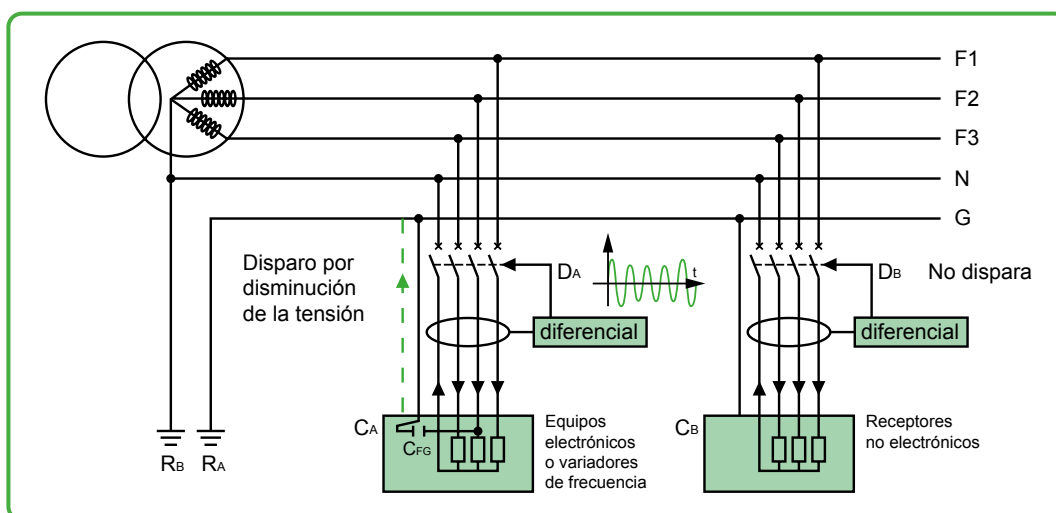 F1
F2
F3
N
G
Disparo por
disminución
de la tensión
DA
t
DB
No dispara
diferencial
diferencial
CA
CFG
Equipos
electrónicos
o variadores
de frecuencia
CB
Receptores
no electrónicos
RB
RA